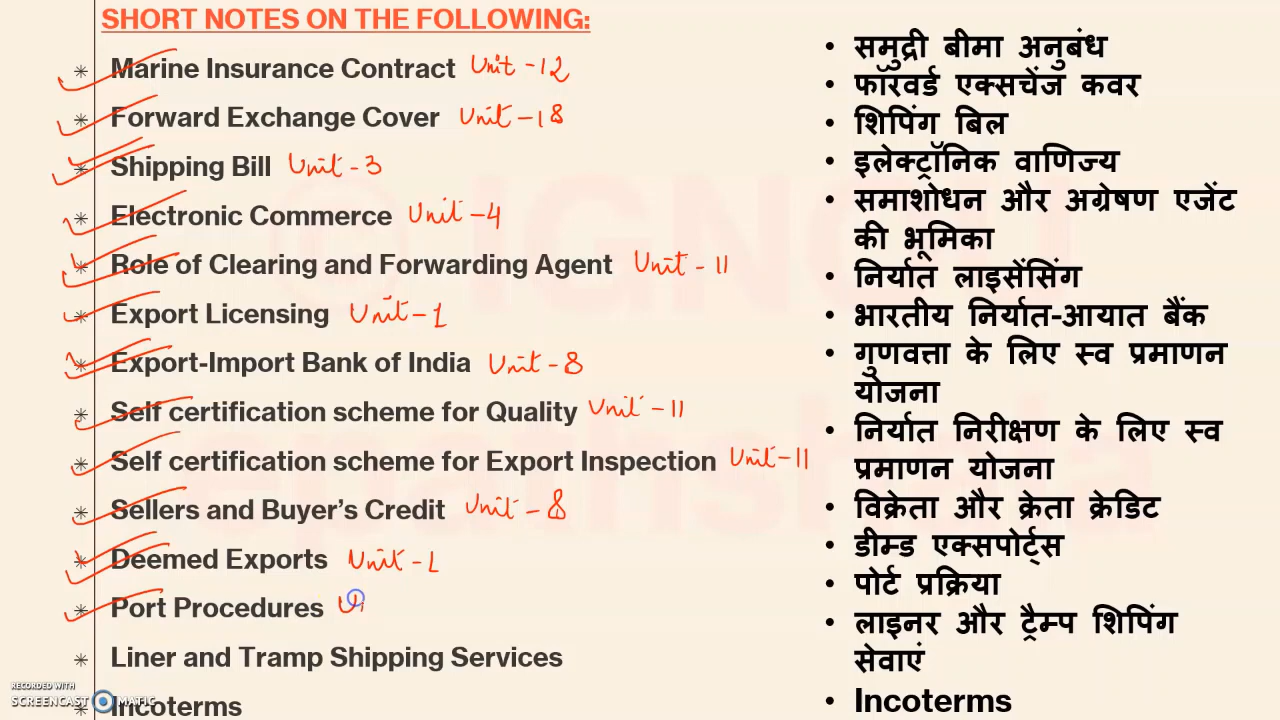 SHORT NOTES ON THE FOLLOWING:
Marine Insurance Contract Unit -12
Forward Exchange Cover Unit -18
Shipping Bill Unit - 3
Electronic Commerce Unit -4
Role of Clearing and Forwarding Agent Unit - 11
Export Licensing Unit -1
Export-Import Bank of India Unit -8
Self certification scheme for Quality Unit -11
Self certification scheme for Export Inspection Unit-11
Sellers and Buyer's Credit Unit - 8
Deemed Exports Unit -1
Port Procedures
Liner and Tramp Shipping Services
Incoterms
• समुद्री बीमा अनुबंध
• फॉरवर्ड एक्सचेंज कवर
• शिपिंग बिल
• इलेक्ट्रॉनिक वाणिज्य
• समाशोधन और अग्रेषण एजेंट
की भूमिका
• निर्यात लाइसेंसिंग
• भारतीय निर्यात-आयात बैंक
• गुणवत्ता के लिए स्व प्रमाणन
योजना
• निर्यात निरीक्षण के लिए स्व
प्रमाणन योजना
• विक्रेता और क्रेता क्रेडिट
• डीम्ड एक्सपोर्ट्स
• पोर्ट प्रक्रिया
• लाइनर और ट्रैम्प शिपिंग
सेवाएं
• Incoterms
RECORDED WITH
SCREENCAST MATIC